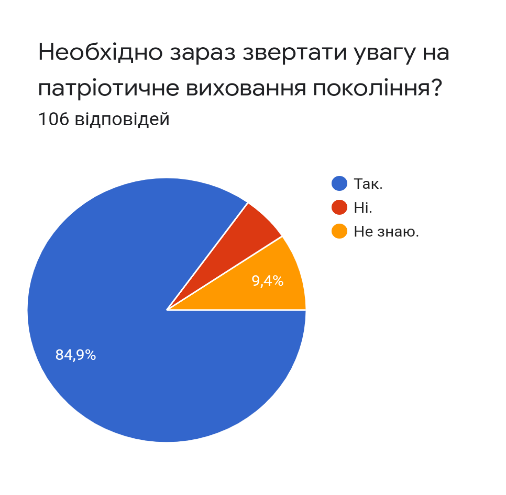 Необхідно зараз звертати увагу на
патріотичне виховання покоління?
106 відповідей
Так.
Ні.
Не знаю.
9,4%
84,9%